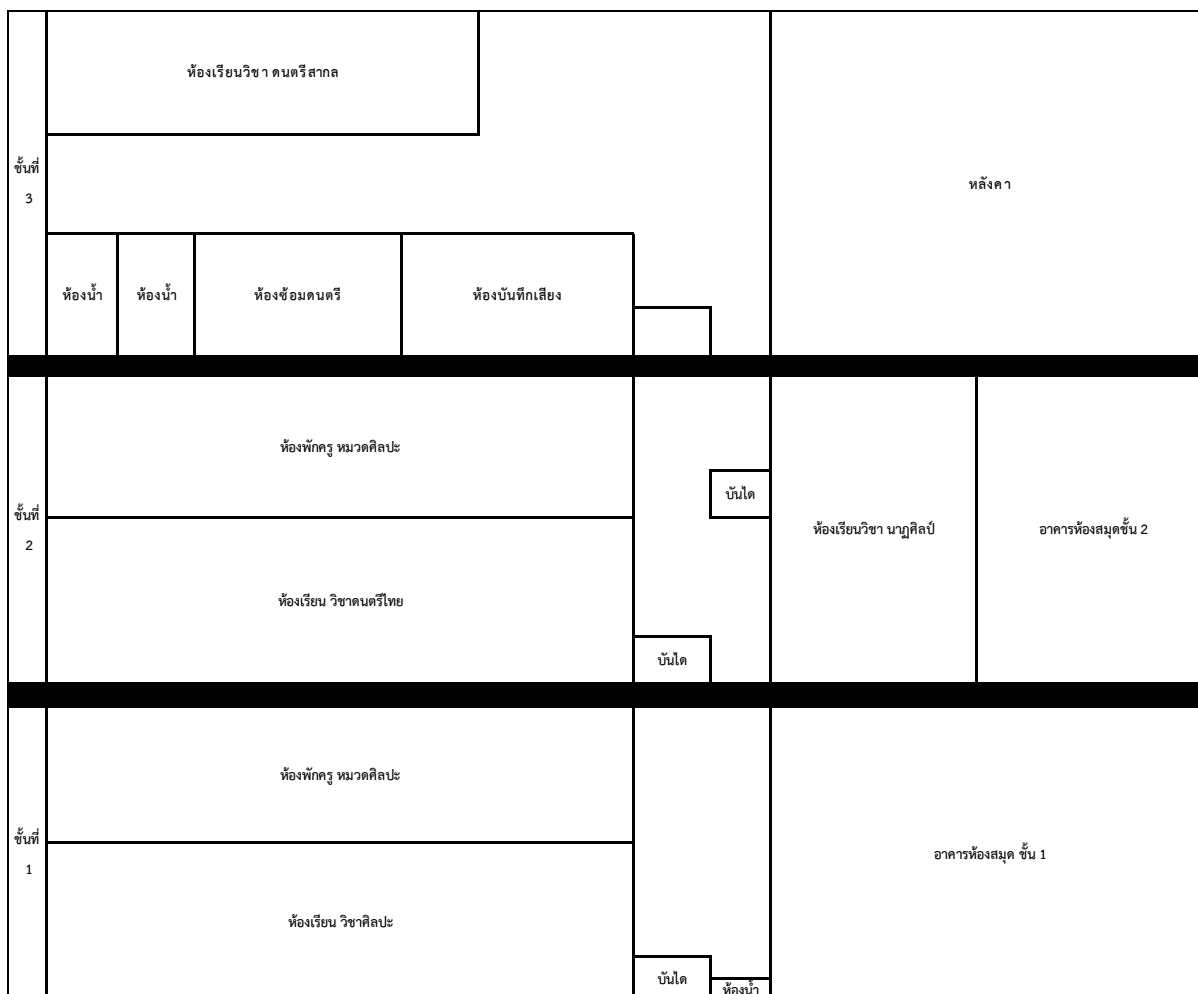 ห้องเรียนวิชา ดนตรีสากล
ชั้นที่
3
หลังคา
ห้องน้ำ
ห้องน้ำ
ห้องซ้อมดนตรี
ห้องบันทึกเสียง
ห้องพักครู หมวดศิลปะ
บันได
ชั้นที่
2
ห้องเรียนวิชา นาฏศิลป์
อาคารห้องสมุดชั้น 2
ห้องเรียน วิชาดนตรีไทย
บันได
ห้องพักครู หมวดศิลปะ
ชั้นที่
1
อาคารห้องสมุด ชั้น 1
ห้องเรียน วิชาศิลปะ
บันได
ห้องน้ำ